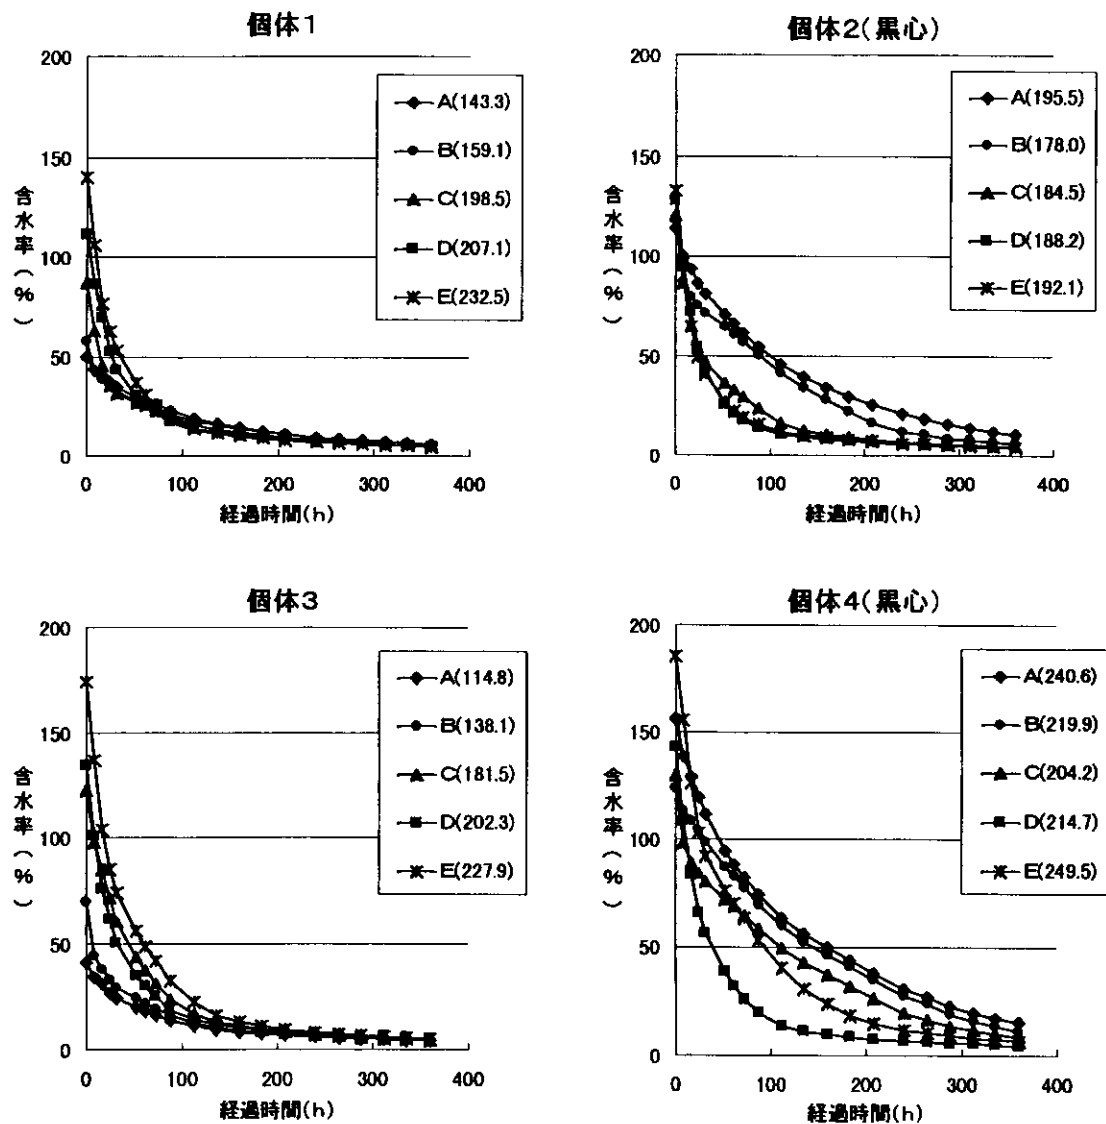 個体1
200
150
100
50
0
含水率(%)
0 100 200 300 400
経過時間(h)
A(143.3)
B(159.1)
C(198.5)
D(207.1)
E(232.5)
個体2(黒心)
200
150
100
50
0
含水率(%)
0 100 200 300 400
経過時間(h)
A(195.5)
B(178.0)
C(184.5)
D(188.2)
E(192.1)
個体3
200
150
100
50
0
含水率(%)
0 100 200 300 400
経過時間(h)
A(114.8)
B(138.1)
C(181.5)
D(202.3)
E(227.9)
個体4(黒心)
200
150
100
50
0
含水率(%)
0 100 200 300 400
経過時間(h)
A(240.6)
B(219.9)
C(204.2)
D(214.7)
E(249.5)